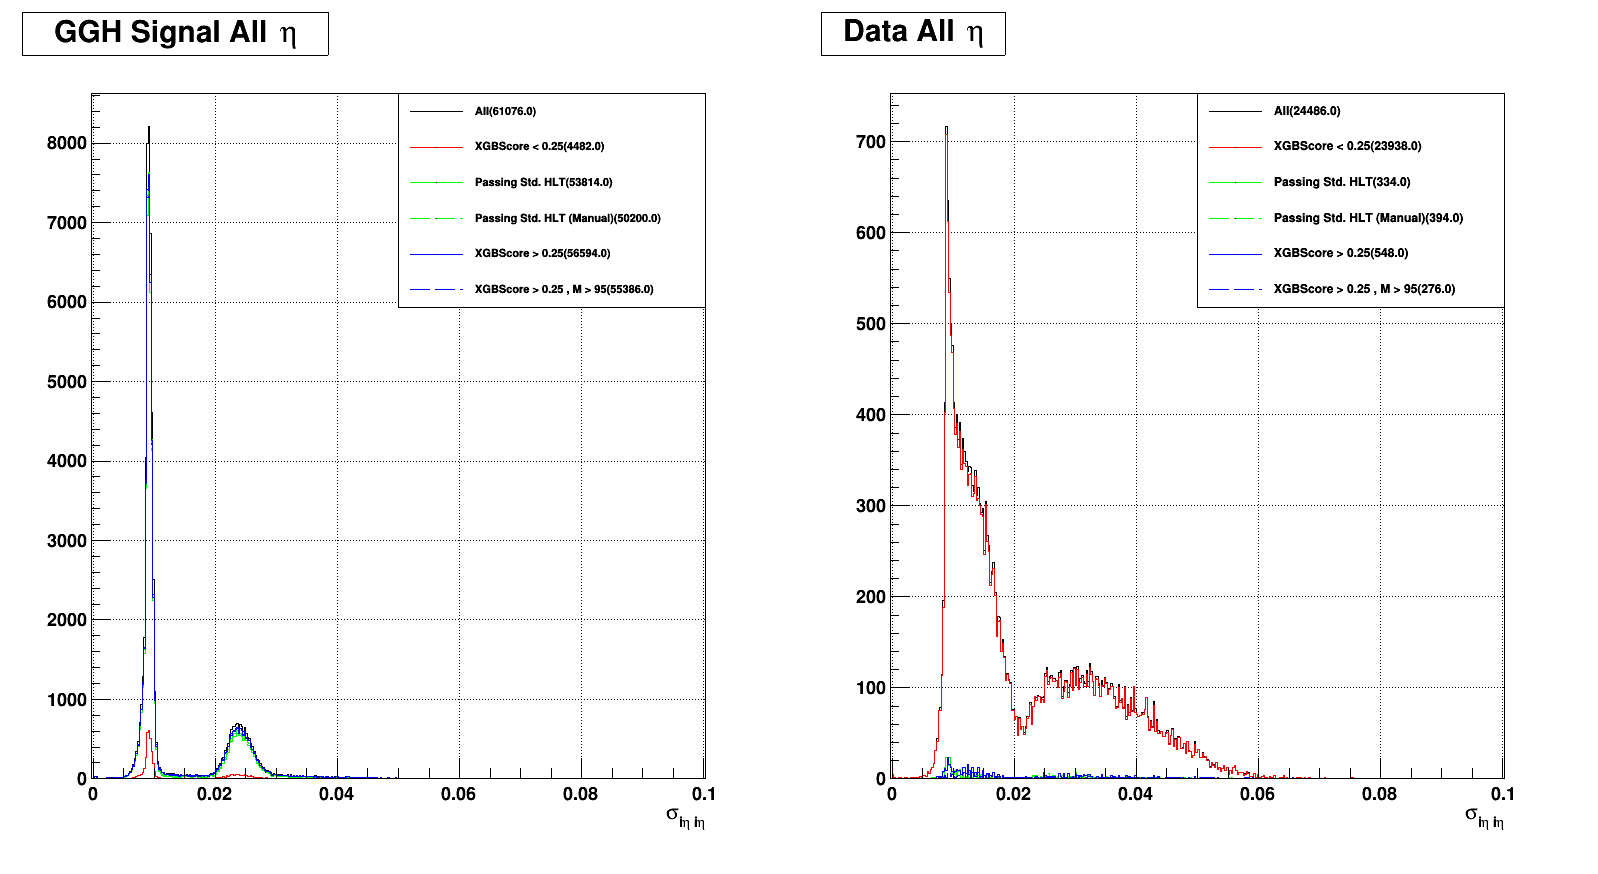 GGH Signal All η
All(61076.0)
XGBScore < 0.25(4482.0)
Passing Std. HLT(53814.0)
Passing Std. HLT (Manual)(50200.0)
XGBScore > 0.25(56594.0)
XGBScore > 0.25 , M > 95(55386.0)
8000
7000
6000
5000
4000
3000
2000
1000
0
0 0.02 0.04 0.06 0.08 0.1
σ iη iη
Data All η
All(24486.0)
XGBScore < 0.25(23938.0)
Passing Std. HLT(334.0)
Passing Std. HLT (Manual)(394.0)
XGBScore > 0.25(548.0)
XGBScore > 0.25 , M > 95(276.0)
700
600
500
400
300
200
100
0
0 0.02 0.04 0.06 0.08 0.1
σ iη iη